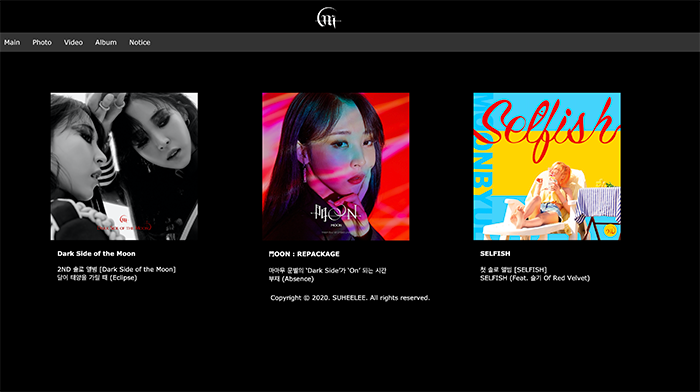 Main Photo Video Album Notice
Selfish
MOONBYUL
MOON
MOON
Dark Side of the Moon
2ND 솔로 앨범 [Dark Side of the Moon]
달이 태양을 가릴 때 (Eclipse)
門OON : REPACKAGE
마마무 문별의 'Dark Side'가 'On' 되는 시간
부재 (Absence)
SELFISH
첫 솔로 앨범 [SELFISH]
SELFISH (Feat. 슬기 Of Red Velvet)
Copyright © 2020. SUHEELEE. All rights reserved.